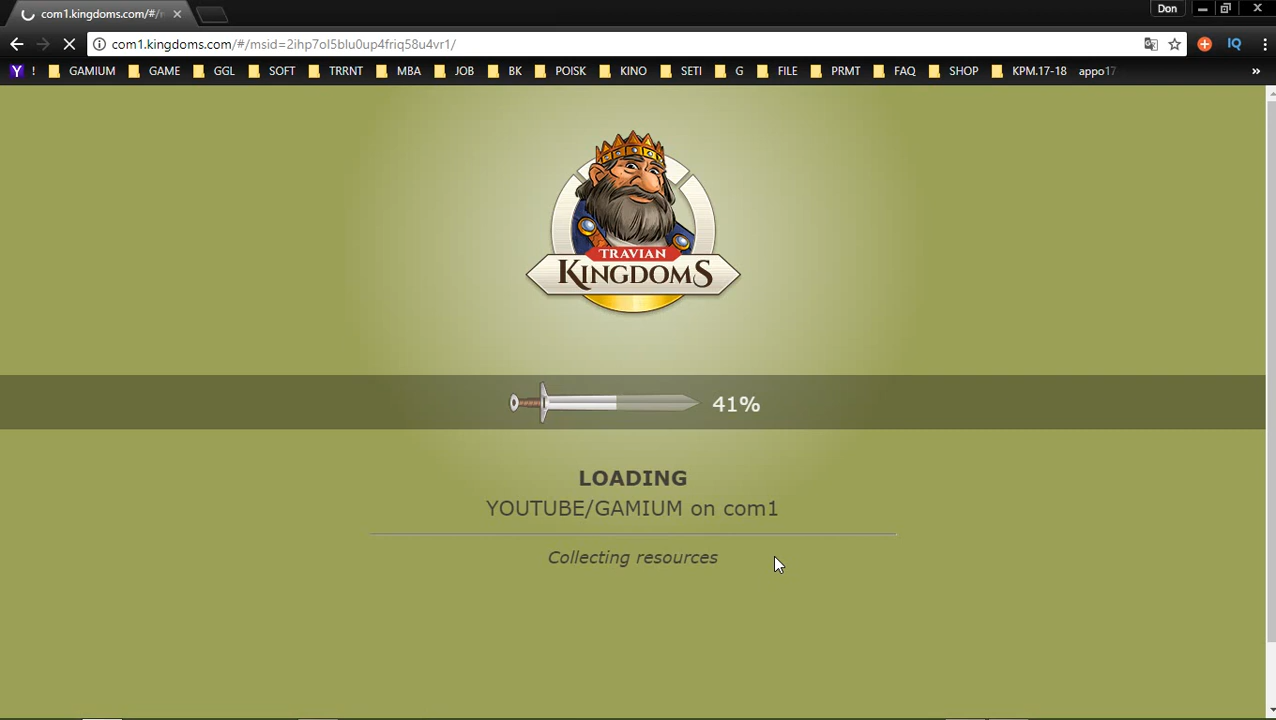 com1.kingdoms.com/#/m
Don
com1.kingdoms.com/#/msid=2ihp7ol5blu0up4friq58u4vr1/
IQ
Y ! GAMIUM GAME GGL SOFT TRRNT MBA JOB BK POISK KINO SETI G FILE PRMT FAQ SHOP KPM.17-18 appo17 »
TRAVIAN
KINGDOMS
41%
LOADING
YOUTUBE/GAMIUM on com1
Collecting resources